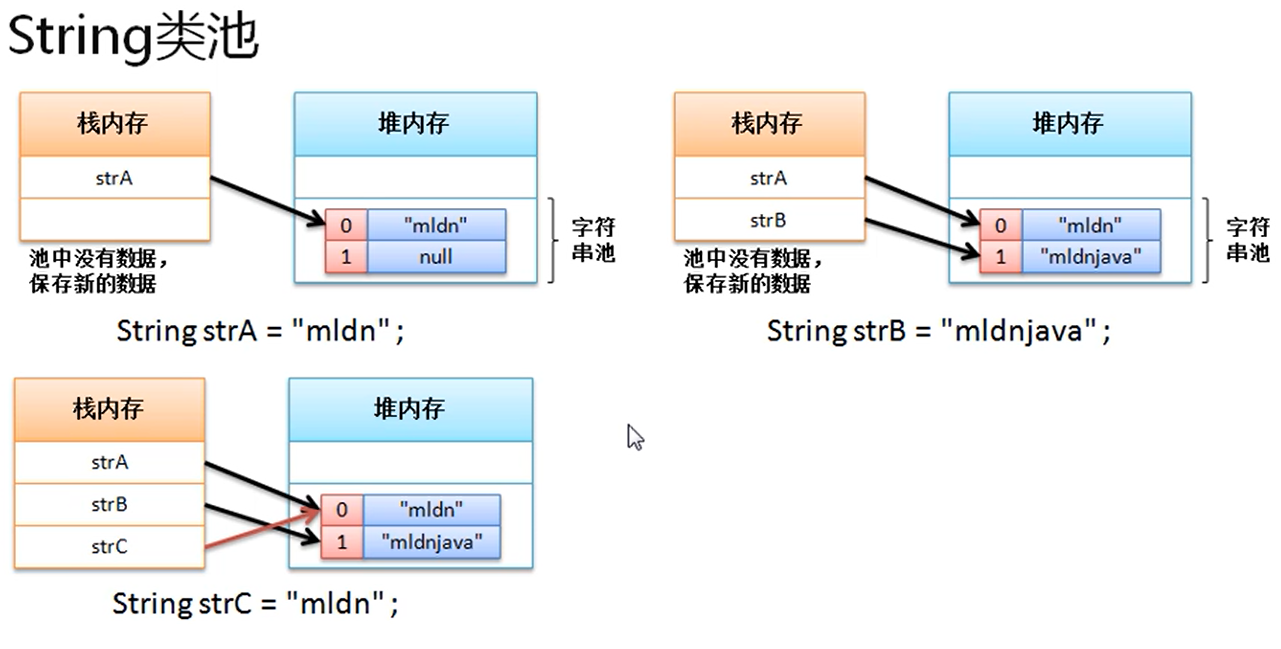 String类池
栈内存
堆内存
strA
0 "mldn"
1 null
字符
串池
池中没有数据，
保存新的数据
String strA = "mldn" ;
栈内存
堆内存
strA
strB
0 "mldn"
1 "mldnjava"
字符
串池
池中没有数据，
保存新的数据
String strB = "mldnjava" ;
栈内存
堆内存
strA
strB
strC
0 "mldn"
1 "mldnjava"
String strC = "mldn" ;